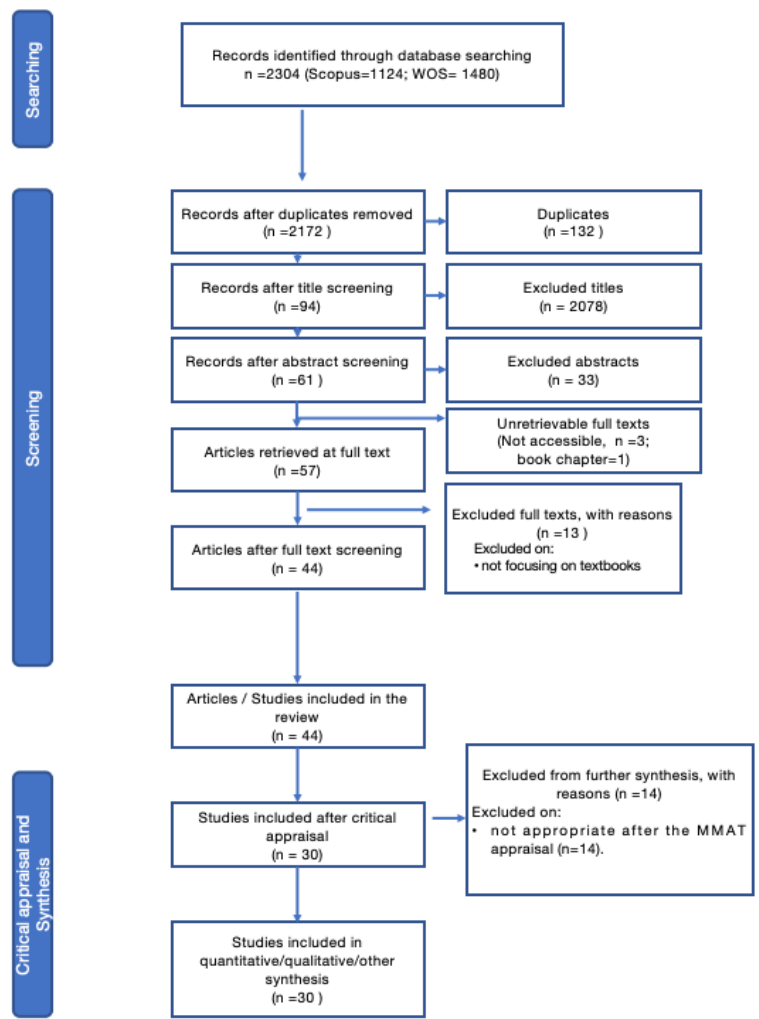 Searching
Records identified through database searching
n =2304 (Scopus=1124; WOS= 1480)
Screening
Records after duplicates removed
(n =2172 )
Duplicates
(n =132 )
Records after title screening
(n =94)
Excluded titles
(n = 2078)
Records after abstract screening
(n =61 )
Excluded abstracts
(n = 33)
Unretrievable full texts
(Not accessible, n =3;
book chapter=1)
Articles retrieved at full text
(n =57)
Excluded full texts, with reasons
(n =13 )
Excluded on:
• not focusing on textbooks
Articles after full text screening
(n = 44)
Articles / Studies included in the
review
(n = 44)
Critical appraisal and
Synthesis
Excluded from further synthesis, with
reasons (n =14)
Excluded on:
• not appropriate after the MMAT
appraisal (n=14).
Studies included after critical
appraisal
(n = 30)
Studies included in
quantitative/qualitative/other
synthesis
(n =30 )